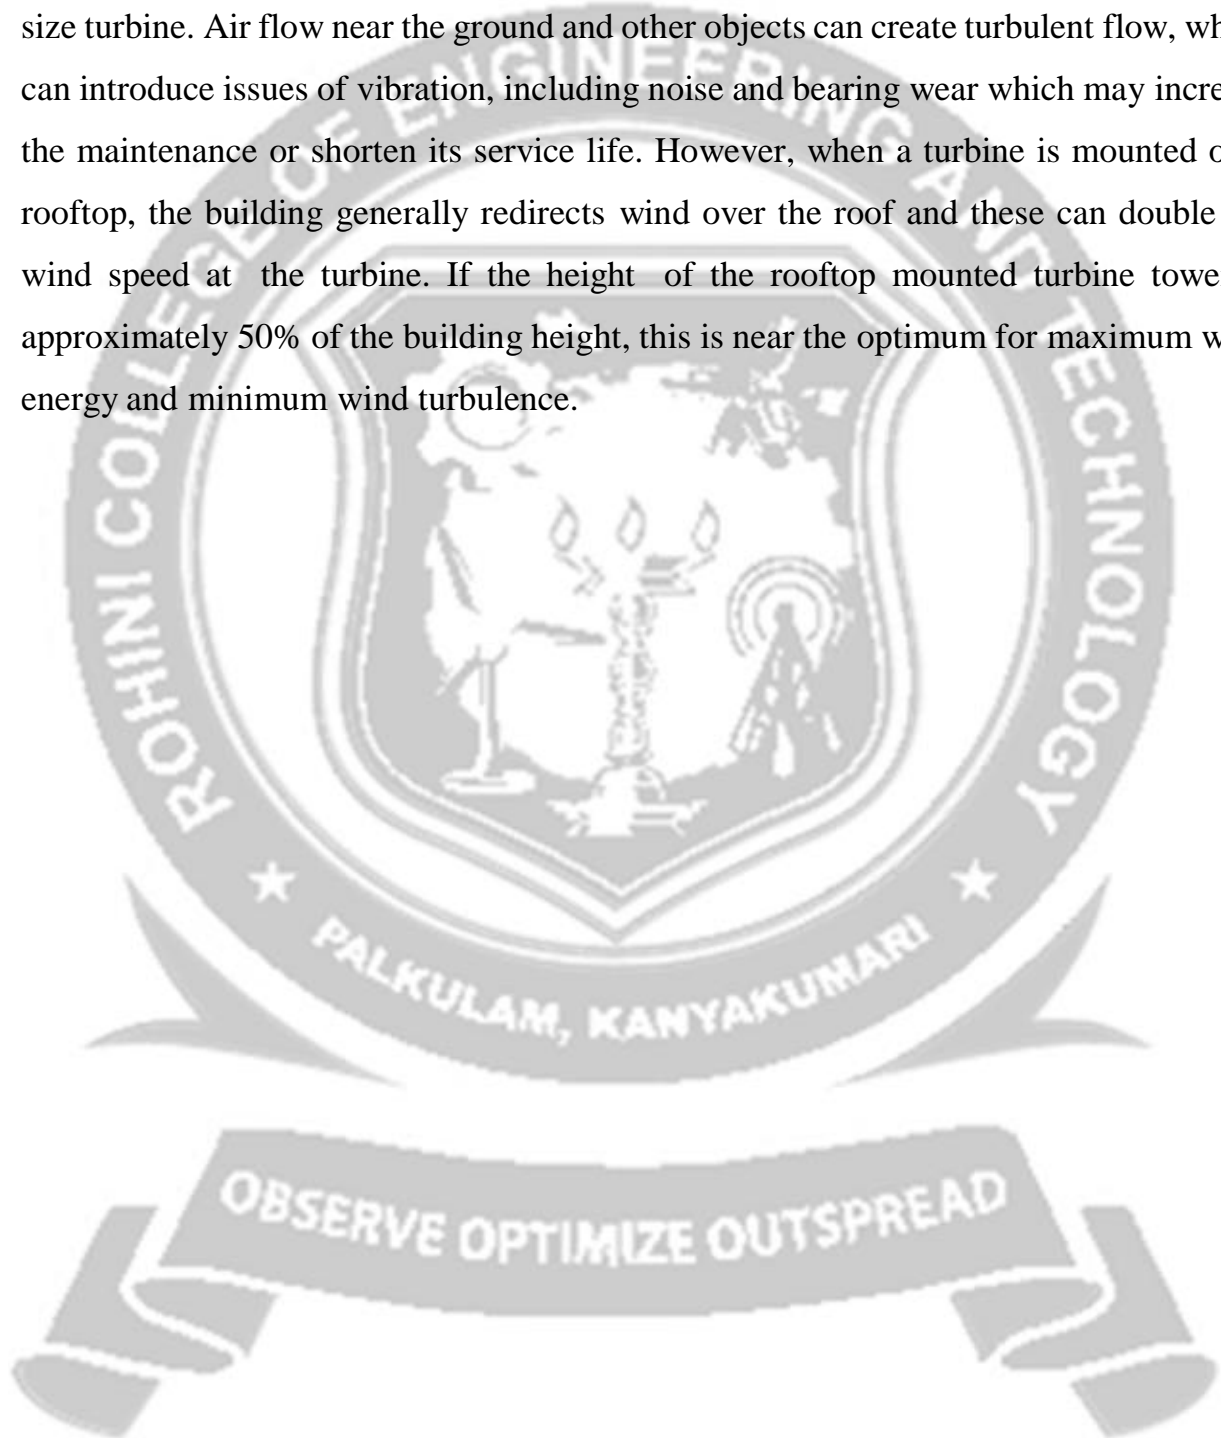 size turbine. Air flow near the ground and other objects can create turbulent flow, wh
can introduce issues of vibration, including noise and bearing wear which may incre
the maintenance or shorten its service life. However, when a turbine is mounted o
rooftop, the building generally redirects wind over the roof and these can double
wind speed at the turbine. If the height of the rooftop mounted turbine towe
approximately 50% of the building height, this is near the optimum for maximum w
energy and minimum wind turbulence.
ROHINI COLLEGE OF ENGINEERING AND TECHNOLOGY
PALKULAM, KANYAKUMARI
OBSERVE OPTIMIZE OUTSPREAD